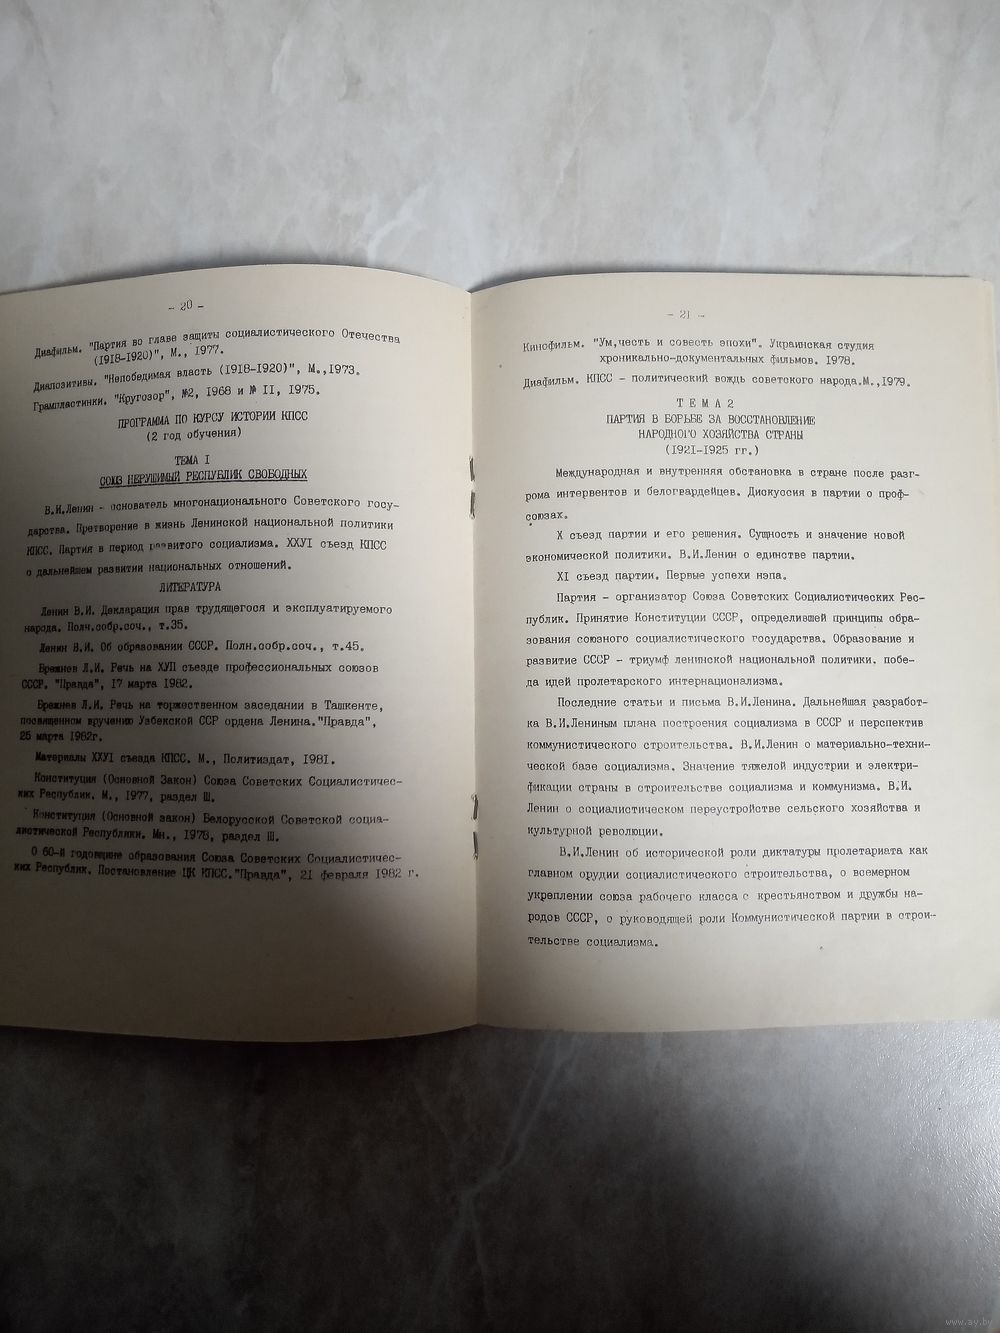 - 20 -
Диафильм. "Партия во главе защиты социалистического Отечества
(1918-1920)", М., 1977.
Диапозитивы. "Непобедимая власть (1918-1920)", М.,1973.
Грампластинки. "Кругозор", №2, 1968 и № II, 1975.
ПРОГРАММА ПО КУРСУ ИСТОРИИ КПСС
(2 год обучения)
ТЕМА I
СОЮЗ НЕРУШИМЫЙ РЕСПУБЛИК СВОБОДНЫХ
В.И.Ленин - основатель многонационального Советского госу-
дарства. Претворение в жизнь Ленинской национальной политики
КПСС. Партия в период развитого социализма. ХХУI съезд КПСС
о дальнейшем развитии национальных отношений.
ЛИТЕРАТУРА
Ленин В.И. Декларация прав трудящегося и эксплуатируемого
народа. Полн.собр.соч., т.35.
Ленин В.И. Об образовании СССР. Полн.собр.соч., т.45.
Брежнев Л.И. Речь на ХУП съезде профессиональных союзов
СССР. "Правда", 17 марта 1982.
Брежнев Л.И. Речь на торжественном заседании в Ташкенте,
посвященном вручению Узбекской ССР ордена Ленина."Правда",
25 марта 1982г.
Материалы ХХУI съезда КПСС. М., Политиздат, 1981.
Конституция (Основной Закон) Союза Советских Социалистичес-
ких Республик. М., 1977, раздел Ш.
Конституция (Основной закон) Белорусской Советской социа-
листической Республики. Мн., 1978, раздел Ш.
О 60-й годовщине образования Союза Советских Социалистичес-
ких Республик. Постановление ЦК КПСС."Правда", 21 февраля 1982 г.
- 21 -
Кинофильм. "Ум,честь и совесть эпохи". Украинская студия
хроникально-документальных фильмов. 1978.
Диафильм. КПСС - политический вождь советского народа.М.,1979.
Т Е М А 2
ПАРТИЯ В БОРЬБЕ ЗА ВОССТАНОВЛЕНИЕ
НАРОДНОГО ХОЗЯЙСТВА СТРАНЫ
(1921-1925 гг.)
Международная и внутренняя обстановка в стране после разг-
рома интервентов и белогвардейцев. Дискуссия в партии о проф-
союзах.
Х съезд партии и его решения. Сущность и значение новой
экономической политики. В.И.Ленин о единстве партии.
XI съезд партии. Первые успехи нэпа.
Партия - организатор Союза Советских Социалистических Рес-
публик. Принятие Конституции СССР, определившей принципы обра-
зования союзного социалистического государства. Образование и
развитие СССР - триумф ленинской национальной политики, побе-
да идей пролетарского интернационализма.
Последние статьи и письма В.И.Ленина. Дальнейшая разработ-
ка В.И.Лениным плана построения социализма в СССР и перспектив
коммунистического строительства. В.И.Ленин о материально-техни-
ческой базе социализма. Значение тяжелой индустрии и электри-
фикации страны в строительстве социализма и коммунизма. В.И.
Ленин о социалистическом переустройстве сельского хозяйства и
культурной революции.
В.И.Ленин об исторической роли диктатуры пролетариата как
главном орудии социалистического строительства, о всемерном
укреплении союза рабочего класса с крестьянством и дружбы на-
родов СССР, о руководящей роли Коммунистической партии в строи-
тельстве социализма.
www.ay.by